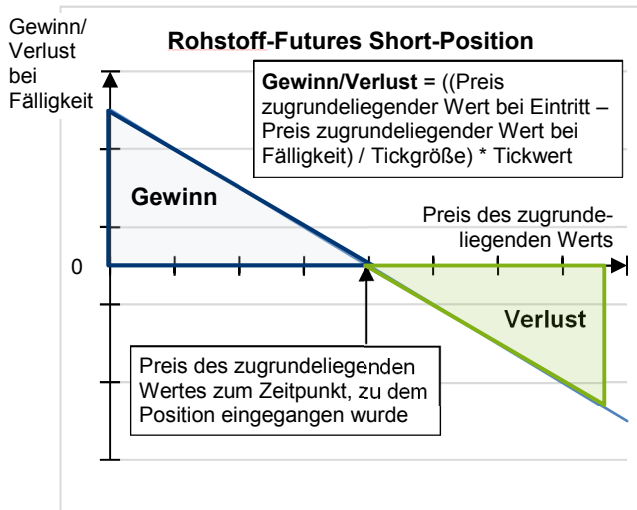 Gewinn/
Verlust
bei
Fälligkeit
Rohstoff-Futures Short-Position
Gewinn/Verlust = ((Preis
zugrundeliegender Wert bei Eintritt –
Preis zugrundeliegender Wert bei
Fälligkeit) / Tickgröße) * Tickwert
Gewinn
Preis des zugrunde-
liegenden Werts
0
Verlust
Preis des zugrundeliegenden
Wertes zum Zeitpunkt, zu dem
Position eingegangen wurde